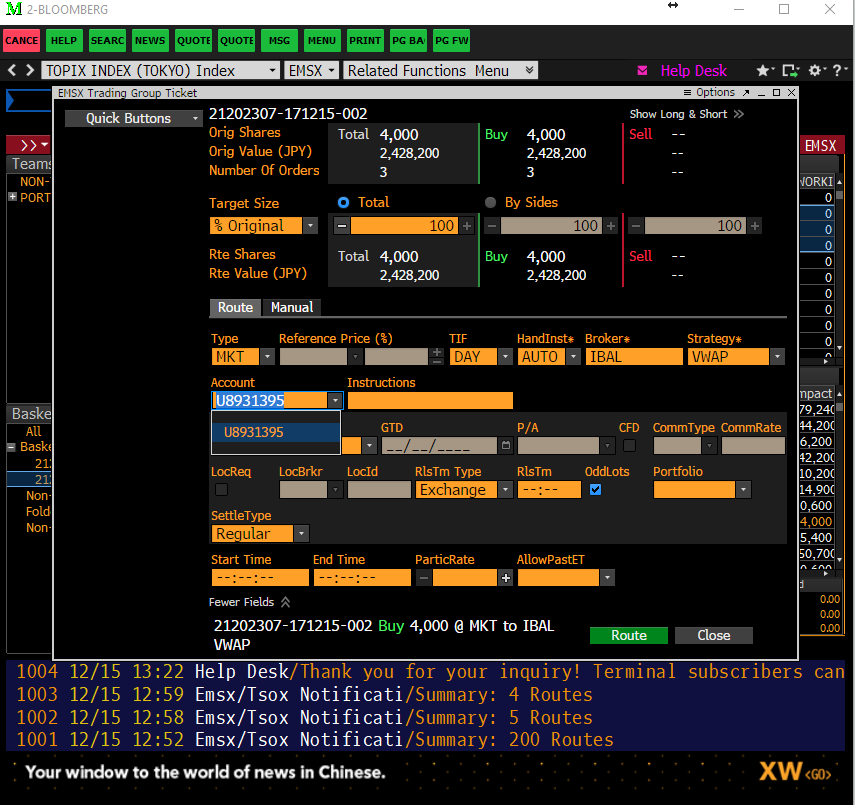 2-BLOOMBERG
CANCE HELP SEARC NEWS QUOTE QUOTE MSG MENU PRINT PG BAC PG FW
TOPIX INDEX (TOKYO) Index EMSX Related Functions Menu Help Desk
EMSX Trading Group Ticket Options
Quick Buttons 21202307-171215-002 Show Long & Short
Orig Shares Total 4,000 Buy 4,000 Sell --
Orig Value (JPY) 2,428,200 2,428,200 --
Number Of Orders 3 3 --
>> EMSX
Teams
NON-
PORT
WORKI
0
0
0
0
0
0
0
0
0
0
Target Size Total By Sides
% Original 100 100 100
Rte Shares Total 4,000 Buy 4,000 Sell --
Rte Value (JPY) 2,428,200 2,428,200 --
Route Manual
Type Reference Price (%) TIF HandInst* Broker* Strategy*
MKT DAY AUTO IBAL VWAP
Account Instructions
U8931395
U8931395
GTD P/A CFD CommType CommRate
__/__/____
LocReq LocBrkr LocId RlsTm Type RlsTm OddLots Portfolio
Exchange --:--
SettleType
Regular
Start Time End Time ParticRate AllowPastET
--:--:-- --:--:--
Fewer Fields
21202307-171215-002 Buy 4,000 @ MKT to IBAL
VWAP
Route Close
Baske
All
Baske
212
212
Non-
Fold
Non-
mpact
79,240
44,200
6,200
42,200
10,200
14,900
0,600
4,000
5,400
50,700
0,600
0.00
0.00
0.00
1004 12/15 13:22 Help Desk/Thank you for your inquiry! Terminal subscribers can
1003 12/15 12:59 Emsx/Tsox Notificati/Summary: 4 Routes
1002 12/15 12:58 Emsx/Tsox Notificati/Summary: 5 Routes
1001 12/15 12:52 Emsx/Tsox Notificati/Summary: 200 Routes
Your window to the world of news in Chinese. XW<GO>